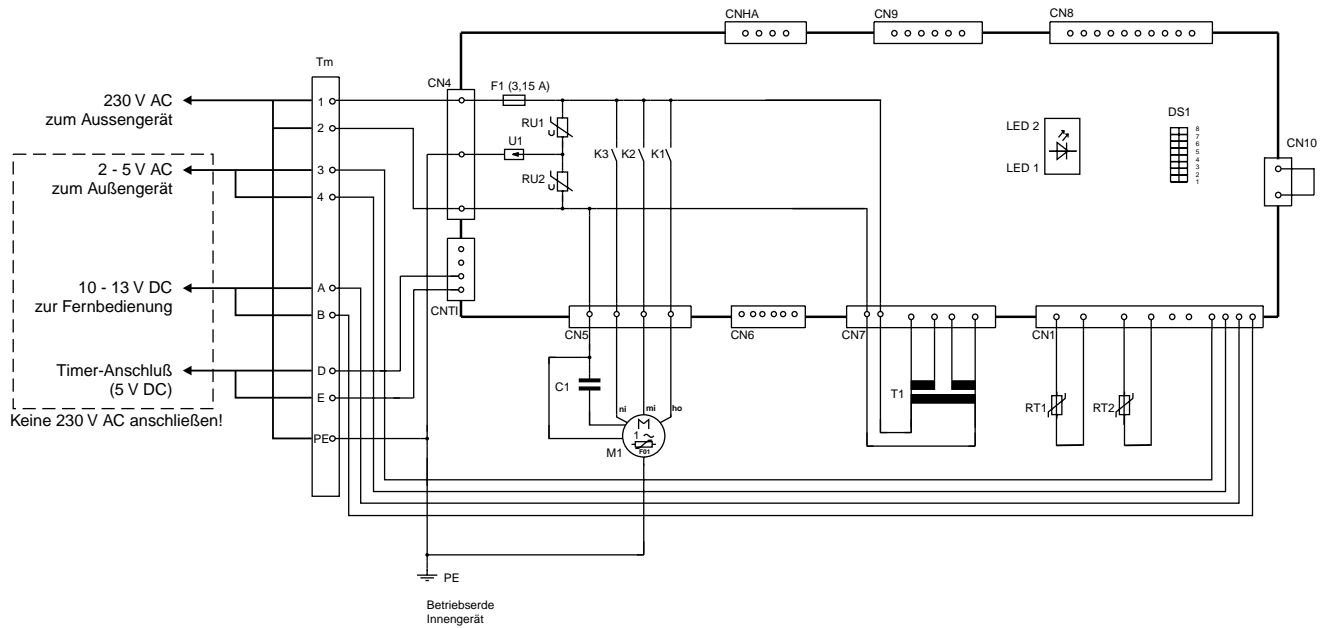 CNHA
CN9
CN8
Tm
CN4
F1 (3,15 A)
230 V AC
zum Aussengerät
1
2
RU1
U1
RU2
K3
K2
K1
LED 2
LED 1
DS1
8
7
6
5
4
3
2
1
CN10
2 - 5 V AC
zum Außengerät
3
4
10 - 13 V DC
zur Fernbedienung
A
B
CNTI
CN5
CN6
CN7
CN1
Timer-Anschluß
(5 V DC)
D
E
Keine 230 V AC anschließen!
PE
C1
ni
mi
ho
M
1 ~
F01
M1
T1
RT1
RT2
PE
Betriebserde
Innengerät